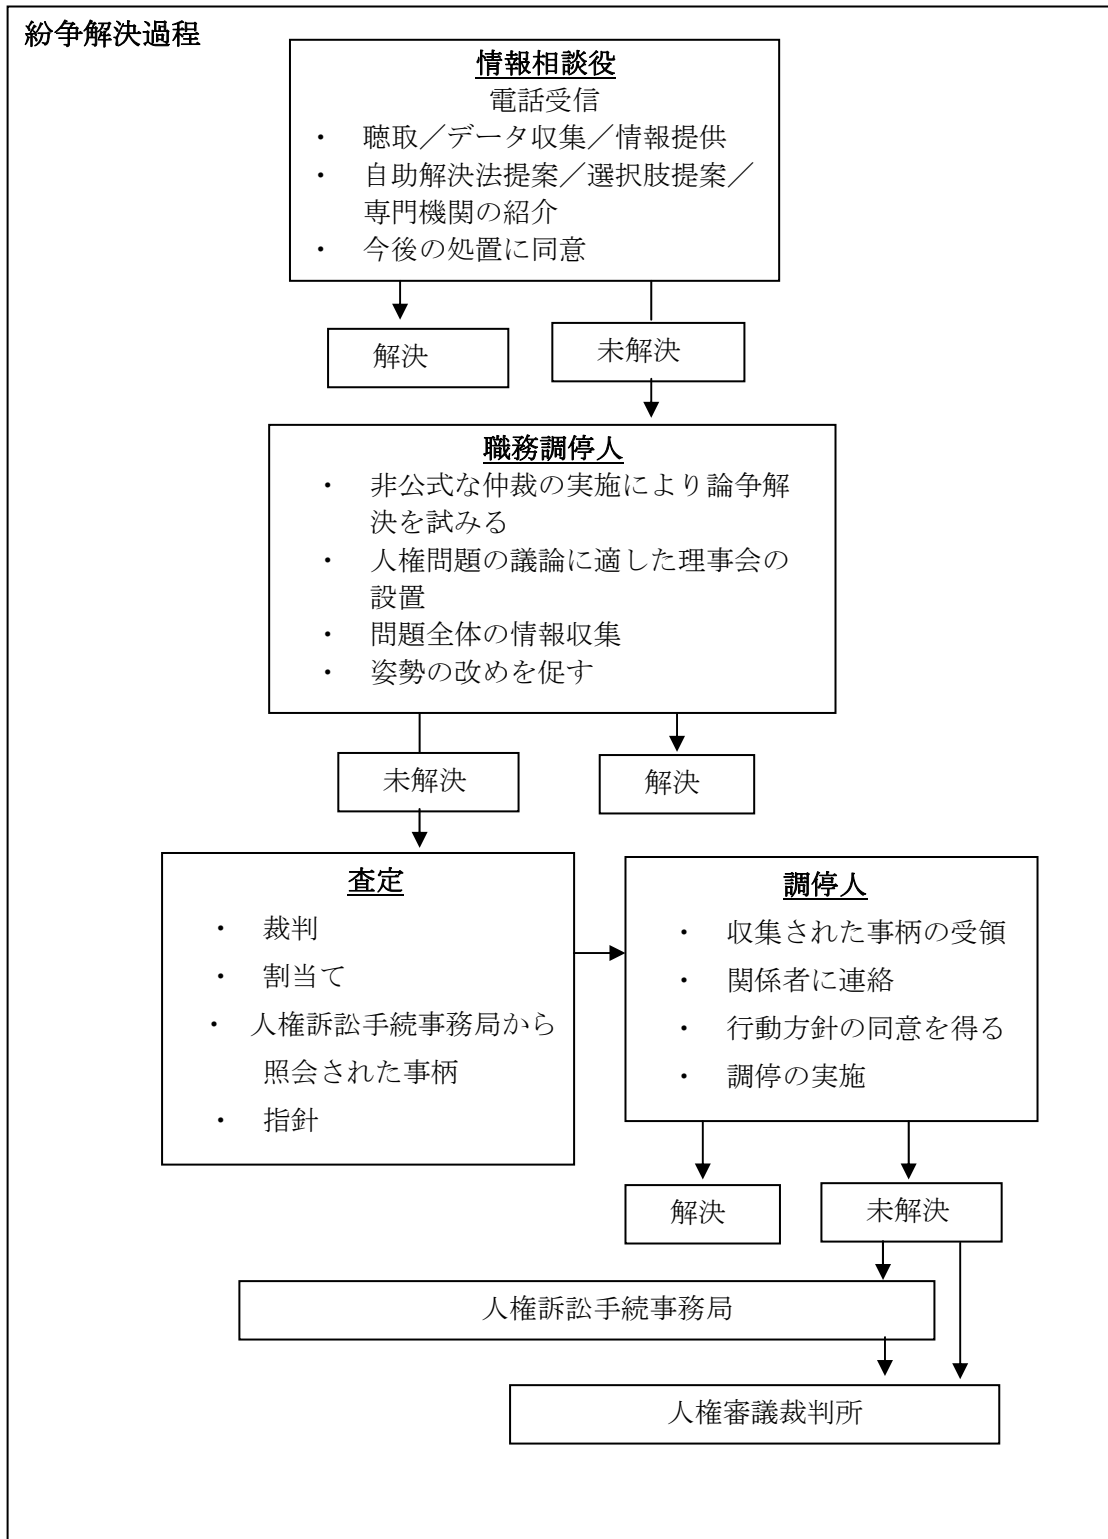 紛争解決過程
情報相談役
電話受信
・ 聴取／データ収集／情報提供
・ 自助解決法提案／選択肢提案／
専門機関の紹介
・ 今後の処置に同意
解決
未解決
職務調停人
・ 非公式な仲裁の実施により論争解
決を試みる
・ 人権問題の議論に適した理事会の
設置
・ 問題全体の情報収集
・ 姿勢の改めを促す
未解決
解決
査定
・ 裁判
・ 割当て
・ 人権訴訟手続事務局から
照会された事柄
・ 指針
調停人
・ 収集された事柄の受領
・ 関係者に連絡
・ 行動方針の同意を得る
・ 調停の実施
解決
未解決
人権訴訟手続事務局
人権審議裁判所